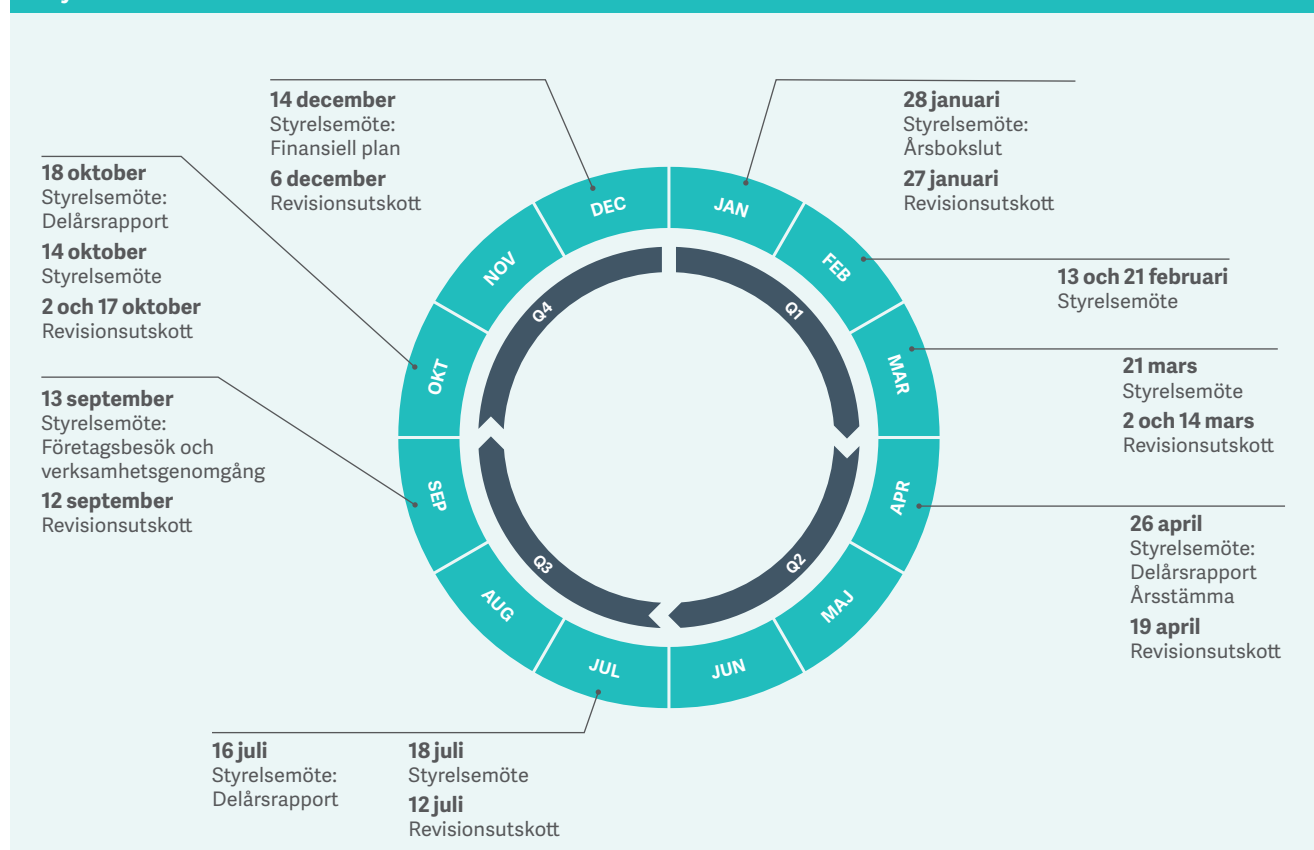 14 december
Styrelsemöte:
Finansiell plan
6 december
Revisionsutskott
28 januari
Styrelsemöte:
Årsbokslut
27 januari
Revisionsutskott
18 oktober
Styrelsemöte:
Delårsrapport
14 oktober
Styrelsemöte
2 och 17 oktober
Revisionsutskott
13 och 21 februari
Styrelsemöte
21 mars
Styrelsemöte
2 och 14 mars
Revisionsutskott
13 september
Styrelsemöte:
Företagsbesök och
verksamhetsgenomgång
12 september
Revisionsutskott
26 april
Styrelsemöte:
Delårsrapport
Årsstämma
19 april
Revisionsutskott
16 juli
Styrelsemöte:
Delårsrapport
18 juli
Styrelsemöte
12 juli
Revisionsutskott
JAN
FEB
MAR
APR
MAJ
JUN
JUL
AUG
SEP
OKT
NOV
DEC
Q1
Q2
Q3
Q4